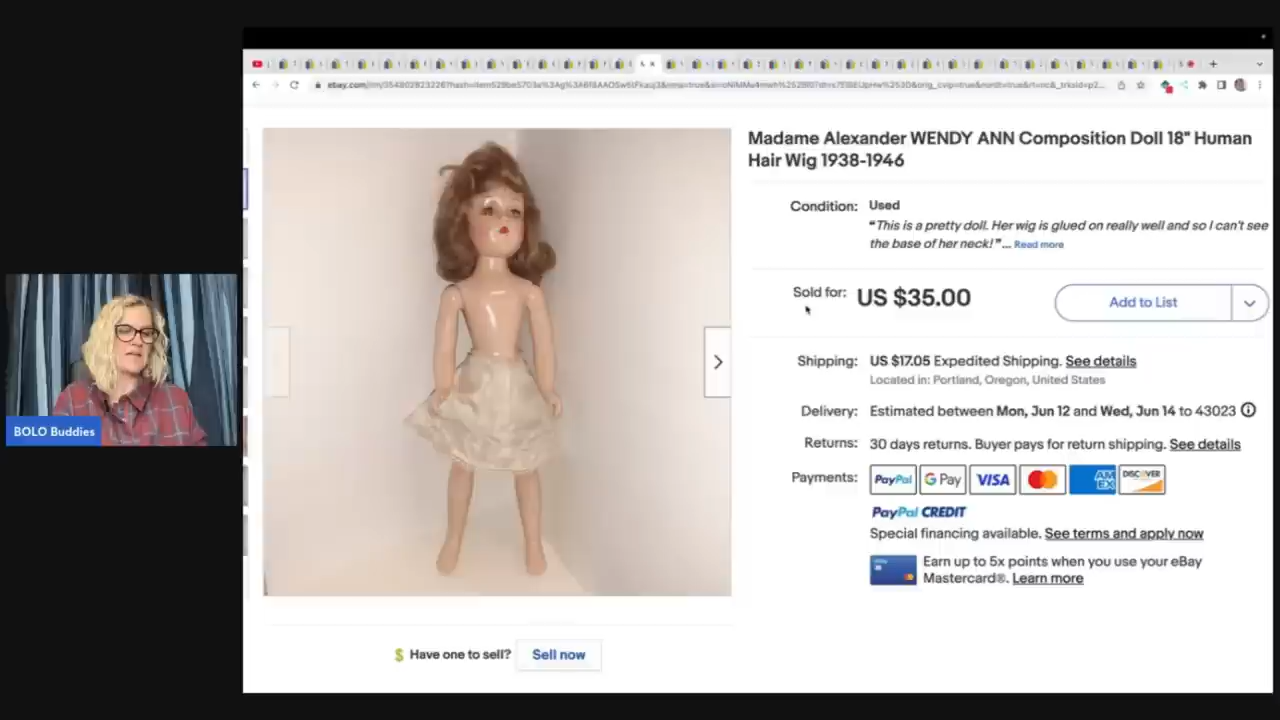 Madame Alexander WENDY ANN Composition Doll 18" Human
Hair Wig 1938-1946
Condition:
Used
"This is a pretty doll. Her wig is glued on really well and so I can't see
the base of her neck!" ... Read more
Sold for:
US $35.00
Add to List
Shipping:
US $17.05 Expedited Shipping. See details
Located in: Portland, Oregon, United States
Delivery:
Estimated between Mon, Jun 12 and Wed, Jun 14 to 43023
Returns:
30 days returns. Buyer pays for return shipping. See details
Payments:
PayPal
G Pay
VISA
AM
EX
DISCOVER
PayPal CREDIT
Special financing available. See terms and apply now
Earn up to 5x points when you use your eBay
Mastercard®. Learn more
BOLO Buddies
$ Have one to sell?
Sell now